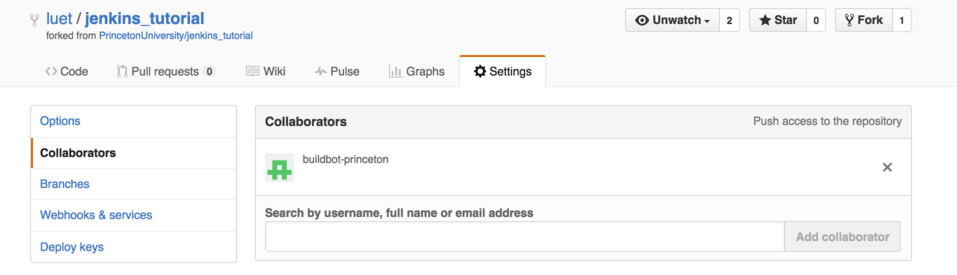 luet / jenkins_tutorial
forked from PrincetonUniversity/jenkins_tutorial
Unwatch 2
Star 0
Fork 1
Code
Pull requests 0
Wiki
Pulse
Graphs
Settings
Options
Collaborators
Branches
Webhooks & services
Deploy keys
Collaborators Push access to the repository
buildbot-princeton
Search by username, full name or email address
Add collaborator